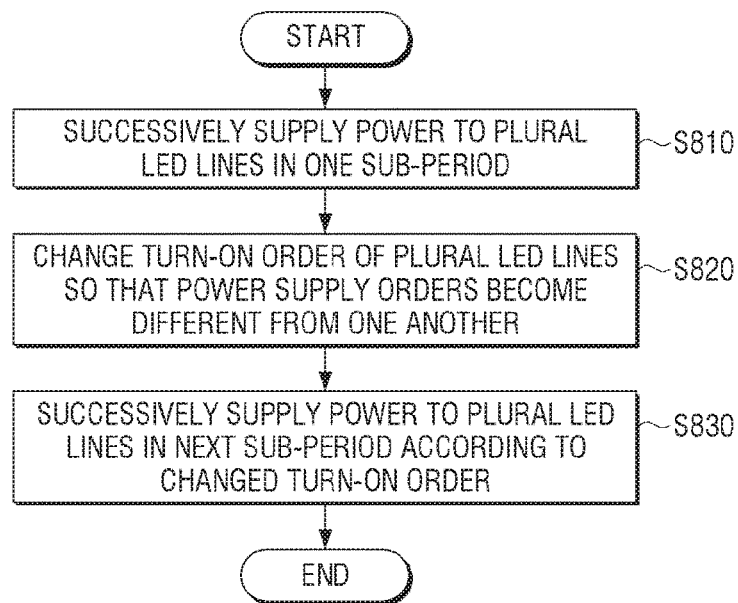 START
SUCCESSIVELY SUPPLY POWER TO PLURAL
LED LINES IN ONE SUB-PERIOD
S810
CHANGE TURN-ON ORDER OF PLURAL LED LINES
SO THAT POWER SUPPLY ORDERS BECOME
DIFFERENT FROM ONE ANOTHER
S820
SUCCESSIVELY SUPPLY POWER TO PLURAL LED
LINES IN NEXT SUB-PERIOD ACCORDING TO
CHANGED TURN-ON ORDER
S830
END